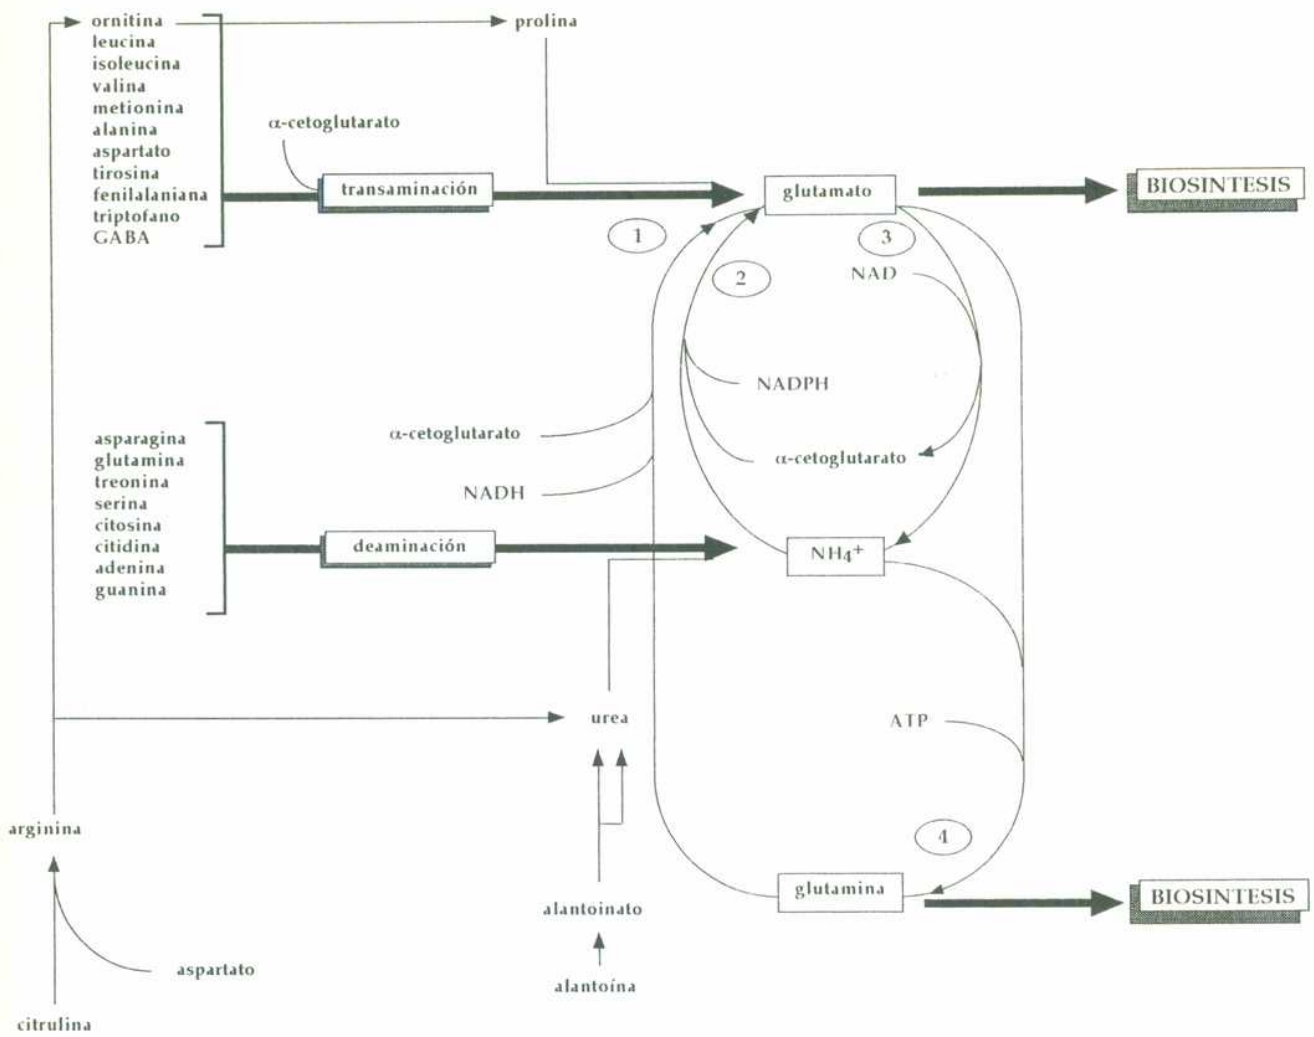 ornitina
prolina
leucina
isoleucina
valina
metionina
alanina
aspartato
tirosina
fenilalaniana
triptofano
GABA
α-cetoglutarato
transaminación
glutamato
BIOSINTESIS
1
2
3
NAD
NADPH
α-cetoglutarato
α-cetoglutarato
NADH
asparagina
glutamina
treonina
serina
citosina
citidina
adenina
guanina
deaminación
NH4+
urea
ATP
arginina
4
glutamina
BIOSINTESIS
alantoinato
aspartato
alantoína
citrulina